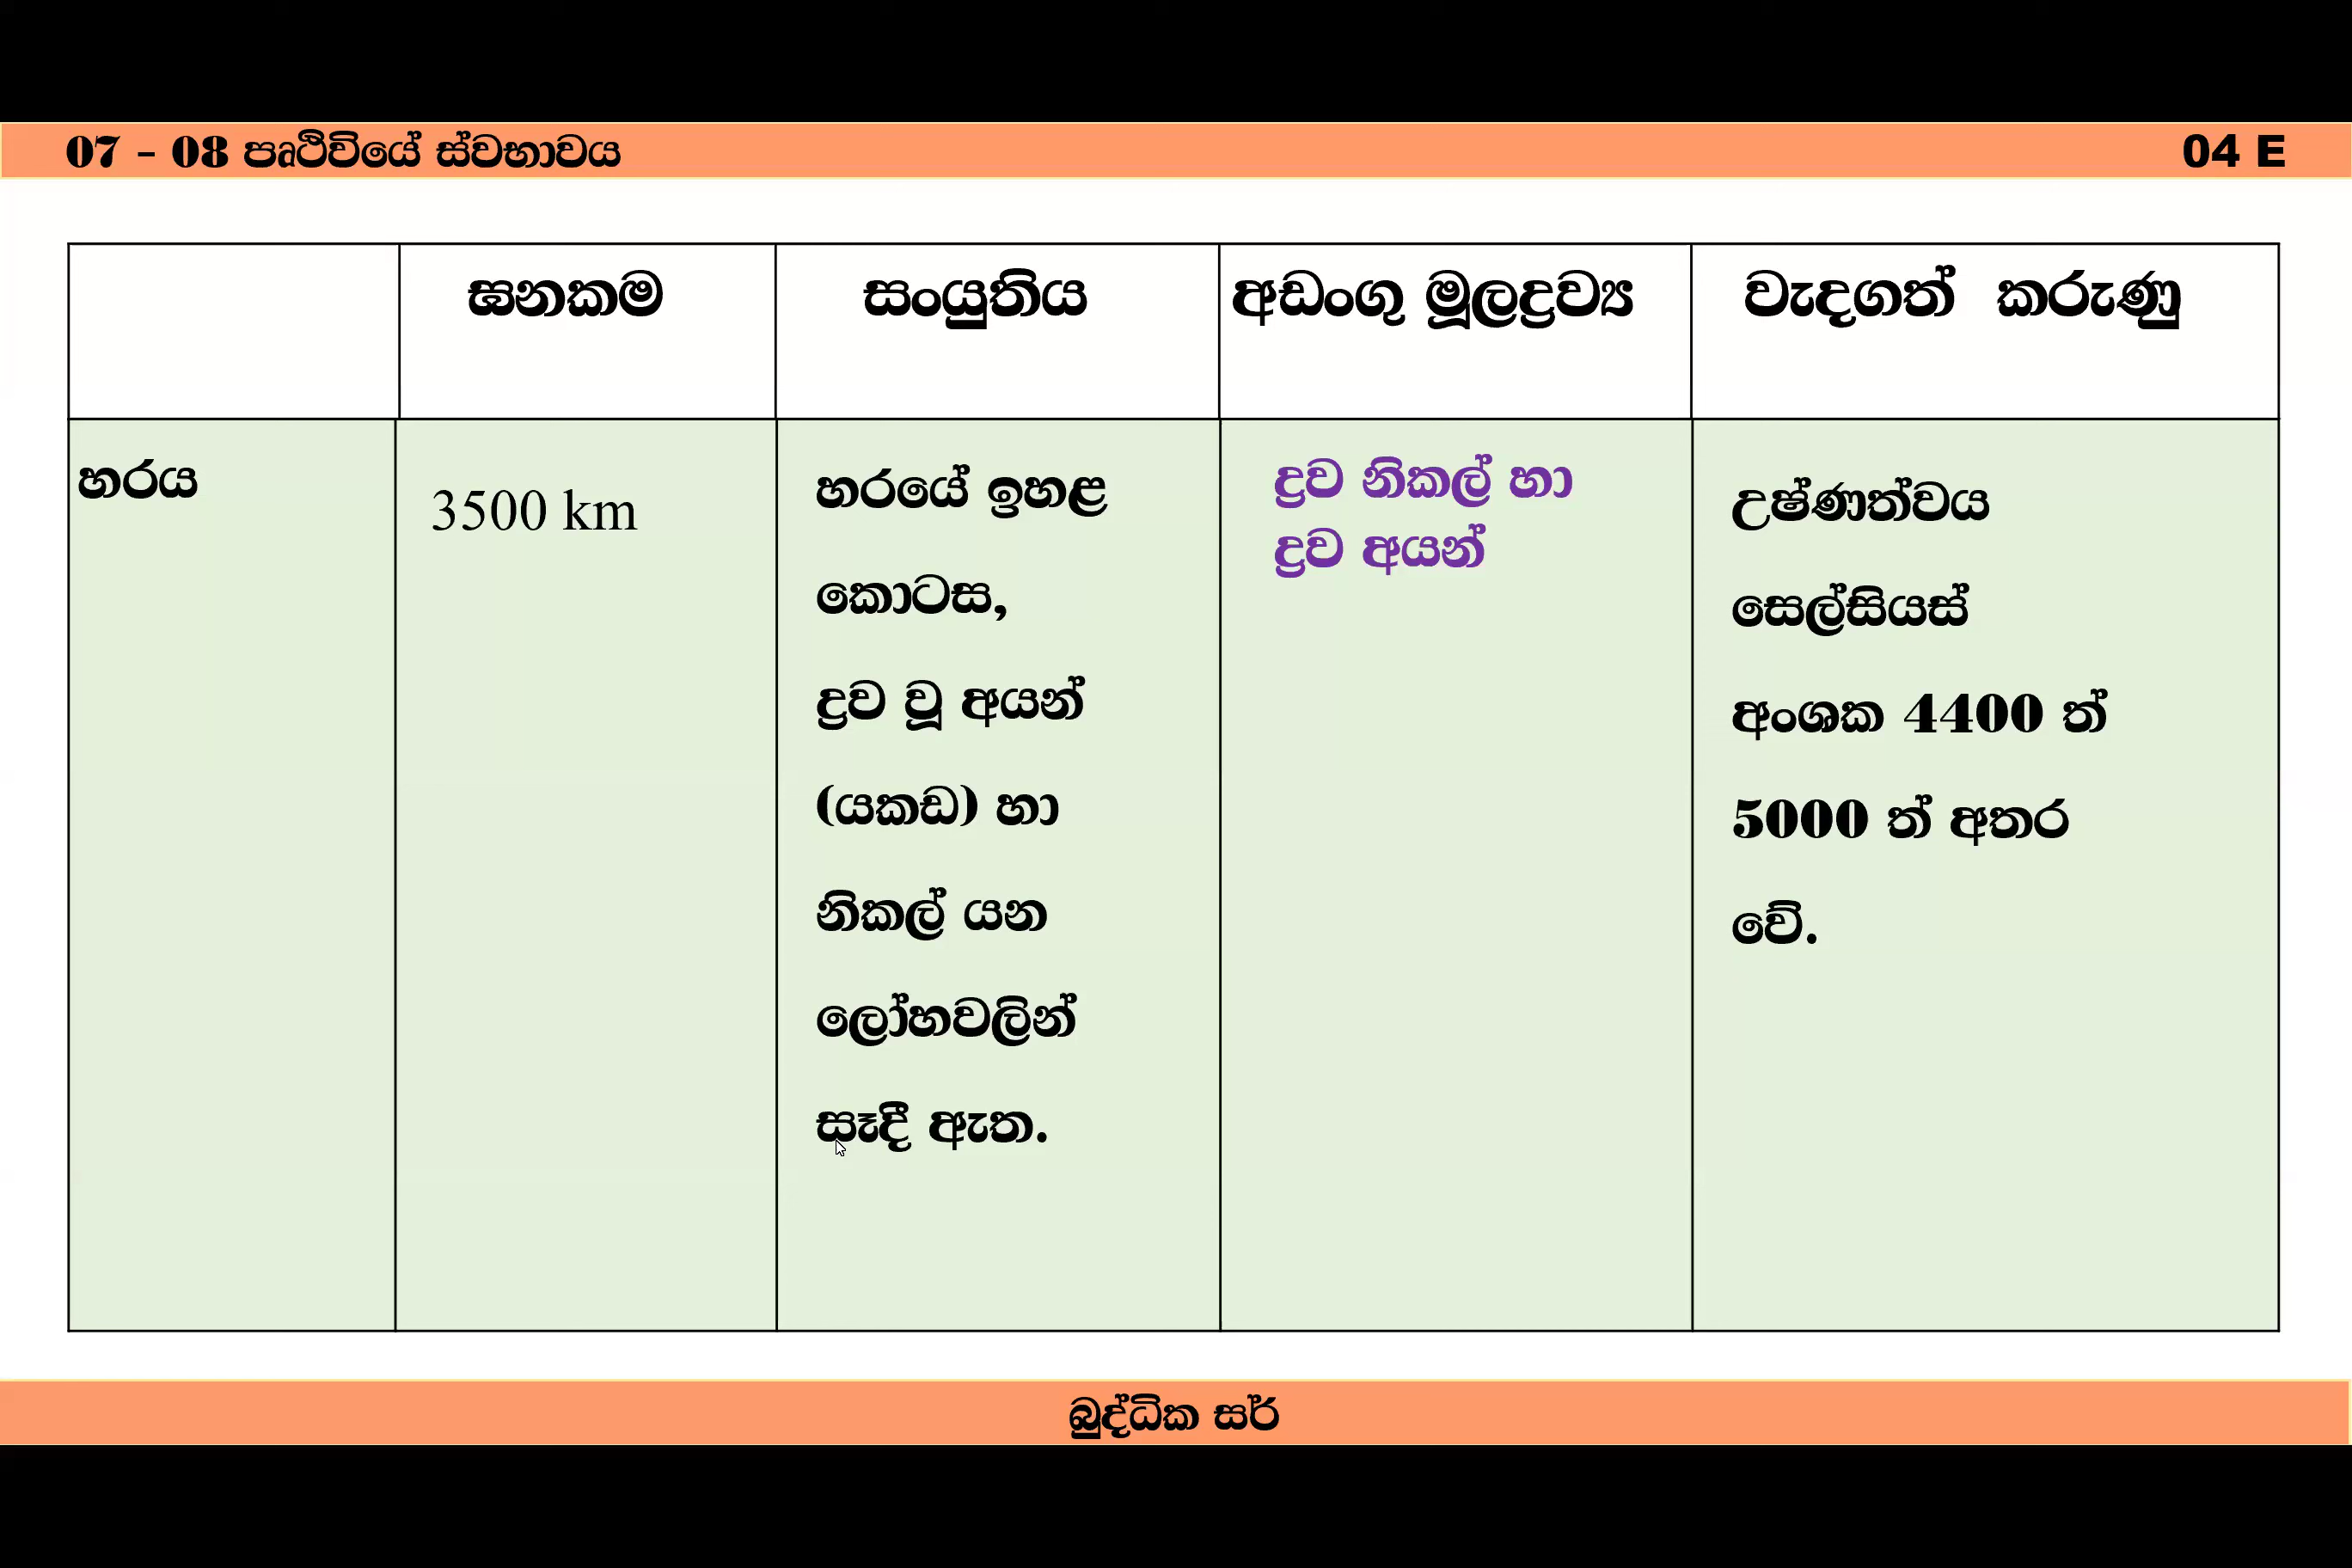 07 - 08 පෘථිවියේ ස්වභාවය
04 E
ඝනකම
සංයුතිය
අඩංගු මූලද්‍රව්‍ය
වැදගත් කරුණු
හරය
3500 km
හරයේ ඉහළ
කොටස,
ද්‍රව වූ අයන්
(යකඩ) හා
නිකල් යන
ලෝහවලින්
සෑදී ඇත.
ද්‍රව නිකල් හා
ද්‍රව අයන්
උෂ්ණත්වය
සෙල්සියස්
අංශක 4400 ත්
5000 ත් අතර
වේ.
බුද්ධික සර්